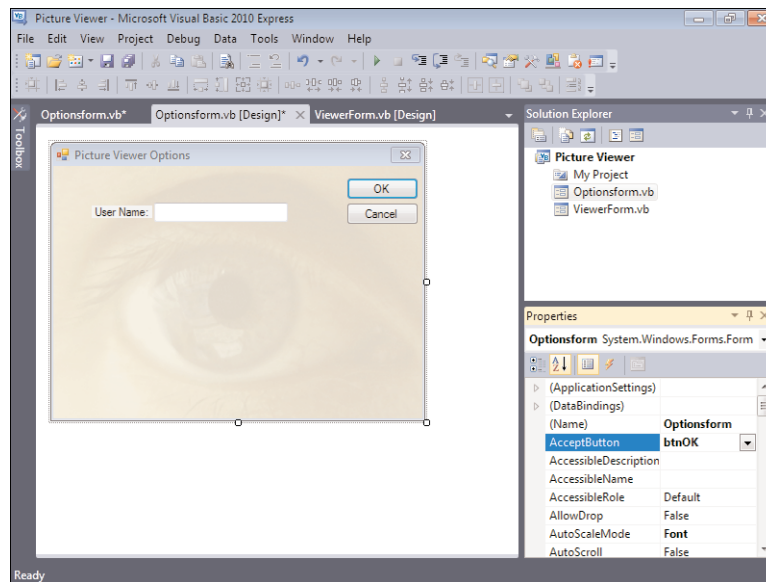 Picture Viewer - Microsoft Visual Basic 2010 Express
File Edit View Project Debug Data Tools Window Help
Toolbox
Optionsform.vb* Optionsform.vb [Design]* ViewerForm.vb [Design]
Picture Viewer Options
OK
User Name:
Cancel
Solution Explorer
Picture Viewer
My Project
Optionsform.vb
ViewerForm.vb
Properties
Optionsform System.Windows.Forms.Form
(ApplicationSettings)
(DataBindings)
(Name) Optionsform
AcceptButton btnOK
AccessibleDescription
AccessibleName
AccessibleRole Default
AllowDrop False
AutoScaleMode Font
AutoScroll False
Ready